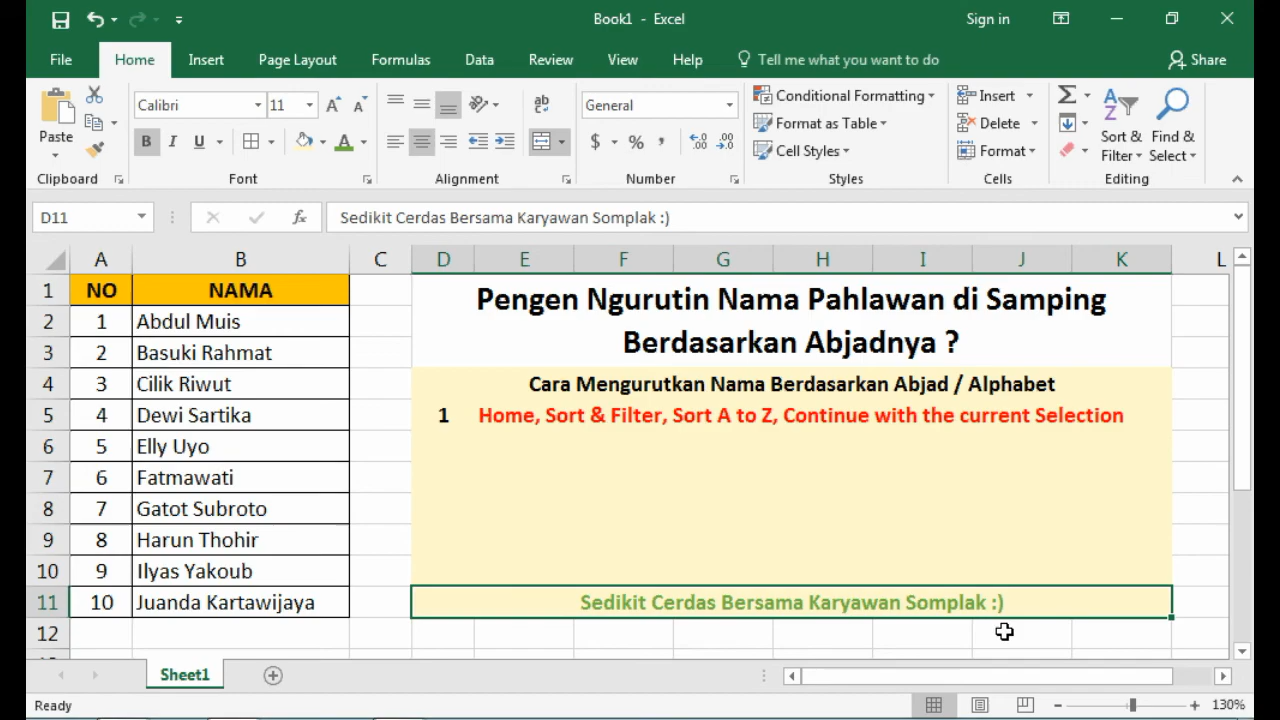 Book1 - Excel
Sign in
File Home Insert Page Layout Formulas Data Review View Help Tell me what you want to do Share
Calibri 11 General
Conditional Formatting Insert
Format as Table Delete
Cell Styles Format
Paste
Sort & Filter
Find & Select
Clipboard Font Alignment Number Styles Cells Editing
D11 fx Sedikit Cerdas Bersama Karyawan Somplak :)
A B C D E F G H I J K L
1 NO NAMA
2 1 Abdul Muis
3 2 Basuki Rahmat
4 3 Cilik Riwut
5 4 Dewi Sartika
6 5 Elly Uyo
7 6 Fatmawati
8 7 Gatot Subroto
9 8 Harun Thohir
10 9 Ilyas Yakoub
11 10 Juanda Kartawijaya
12
Pengen Ngurutin Nama Pahlawan di Samping
Berdasarkan Abjadnya ?
Cara Mengurutkan Nama Berdasarkan Abjad / Alphabet
1 Home, Sort & Filter, Sort A to Z, Continue with the current Selection
Sedikit Cerdas Bersama Karyawan Somplak :)
Sheet1
Ready
130%